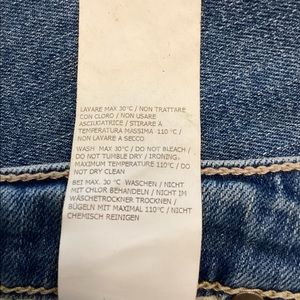 LAVARE MAX 30°C / NON TRATTARE
CON CLORO / NON USARE
ASCIUGATRICE / STIRARE A
TEMPERATURA MASSIMA 110 °C /
NON LAVARE A SECCO
WASH MAX 30°C / DO NOT BLEACH /
DO NOT TUMBLE DRY / IRONING,
MAXIMUM TEMPERATURE 110°C / DO
NOT DRY CLEAN
BEI MAX. 30 °C WASCHEN / NICHT
MIT CHLOR BEHANDELN / NICHT IM
WÄSCHETROCKNER TROCKNEN /
BÜGELN MIT MAXIMAL 110°C / NICHT
CHEMISCH REINIGEN